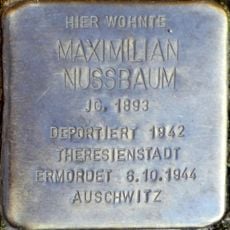 HIER WOHNTE
MAXIMILIAN
NUSSBAUM
JG. 1893
DEPORTIERT 1942
THERESIENSTADT
ERMORDET 6.10.1944
AUSCHWITZ